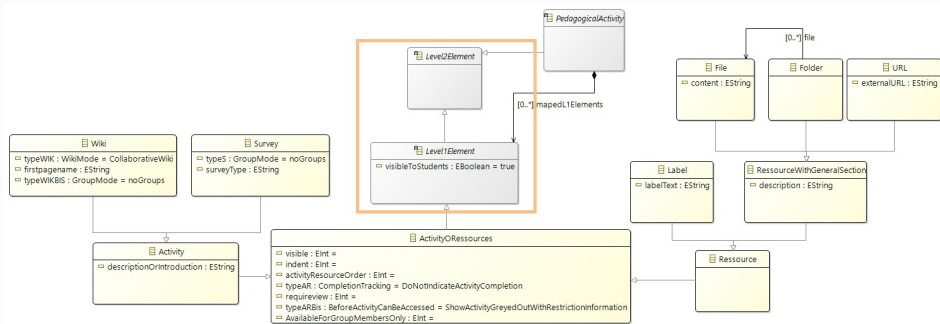 PedagogicalActivity
[0..*] file
Level2Element
File
content : EString
Folder
URL
externalURL : EString
[0..*] mapedL1Elements
Wiki
typeWIK : WikiMode = CollaborativeWiki
firstpagename : EString
typeWIKBIS : GroupMode = noGroups
Survey
typeS : GroupMode = noGroups
surveyType : EString
Level1Element
visibleToStudents : EBoolean = true
Label
labelText : EString
RessourceWithGeneralSection
description : EString
Activity
descriptionOrIntroduction : EString
ActivityORessources
visible : EInt =
indent : EInt =
activityResourceOrder : EInt =
typeAR : CompletionTracking = DoNotIndicateActivityCompletion
requireview : EInt =
typeARBis : BeforeActivityCanBeAccessed = ShowActivityGreyedOutWithRestrictionInformation
AvailableForGroupMembersOnly : EInt =
Ressource